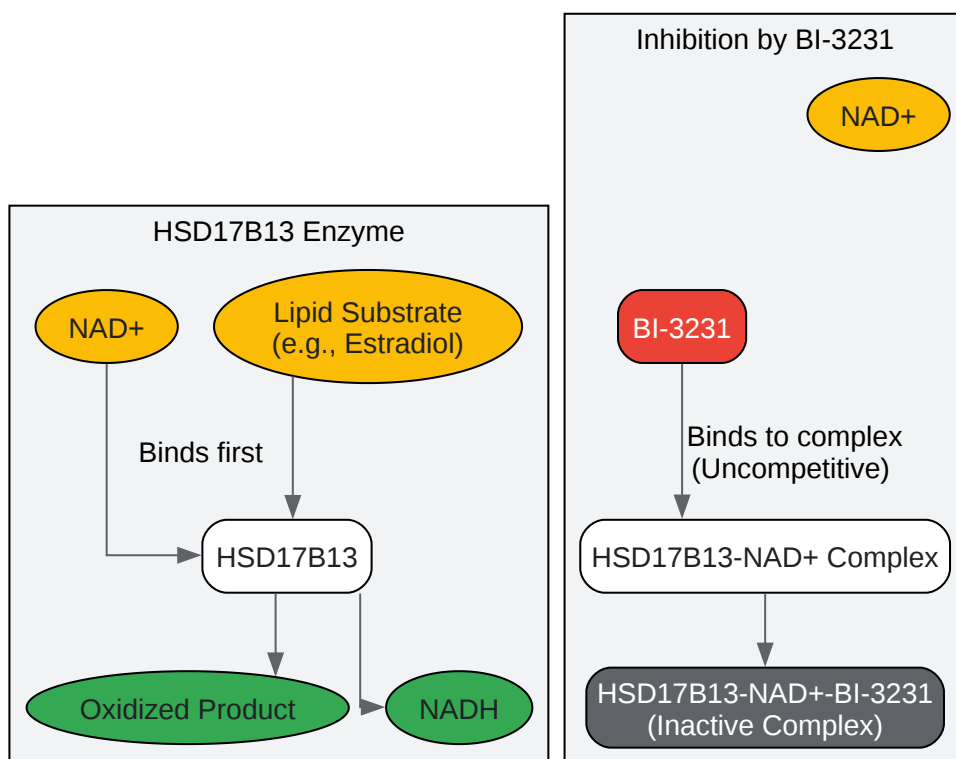 HSD17B13 Enzyme
NAD+
Lipid Substrate
(e.g., Estradiol)
Binds first
HSD17B13
Oxidized Product
NADH
Inhibition by BI-3231
NAD+
BI-3231
Binds to complex
(Uncompetitive)
HSD17B13-NAD+ Complex
HSD17B13-NAD+-BI-3231
(Inactive Complex)